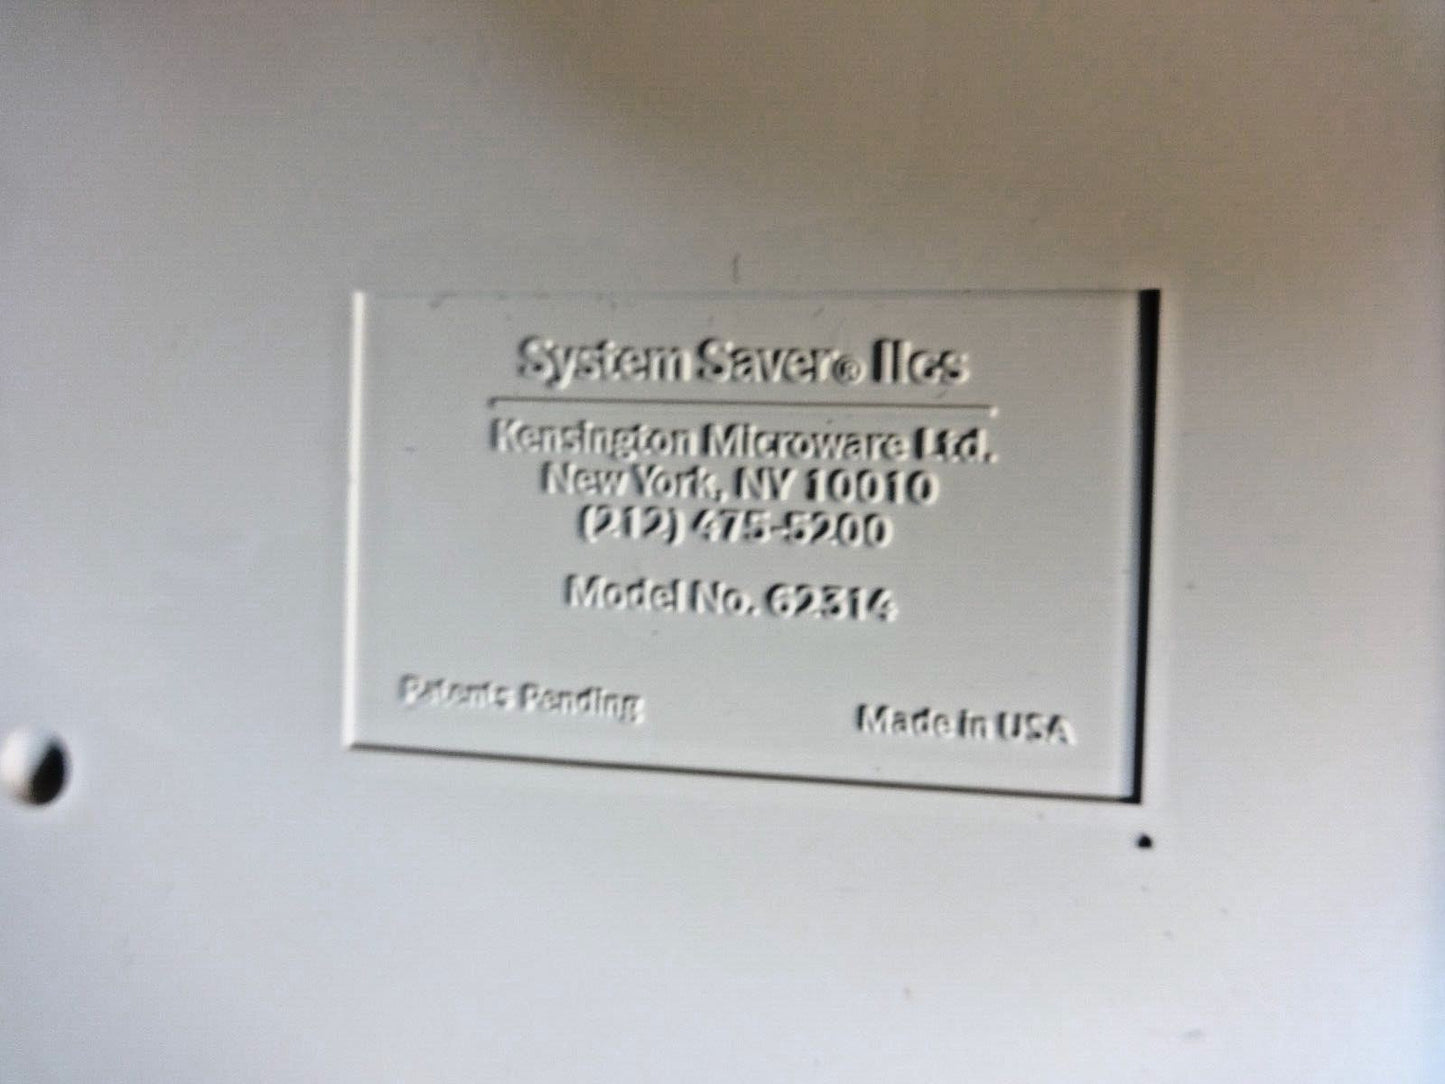 System Saver® IIGS
Kensington Microware Ltd.
New York, NY 10010
(212) 475-5200
Model No. 62314
Patents Pending
Made in USA